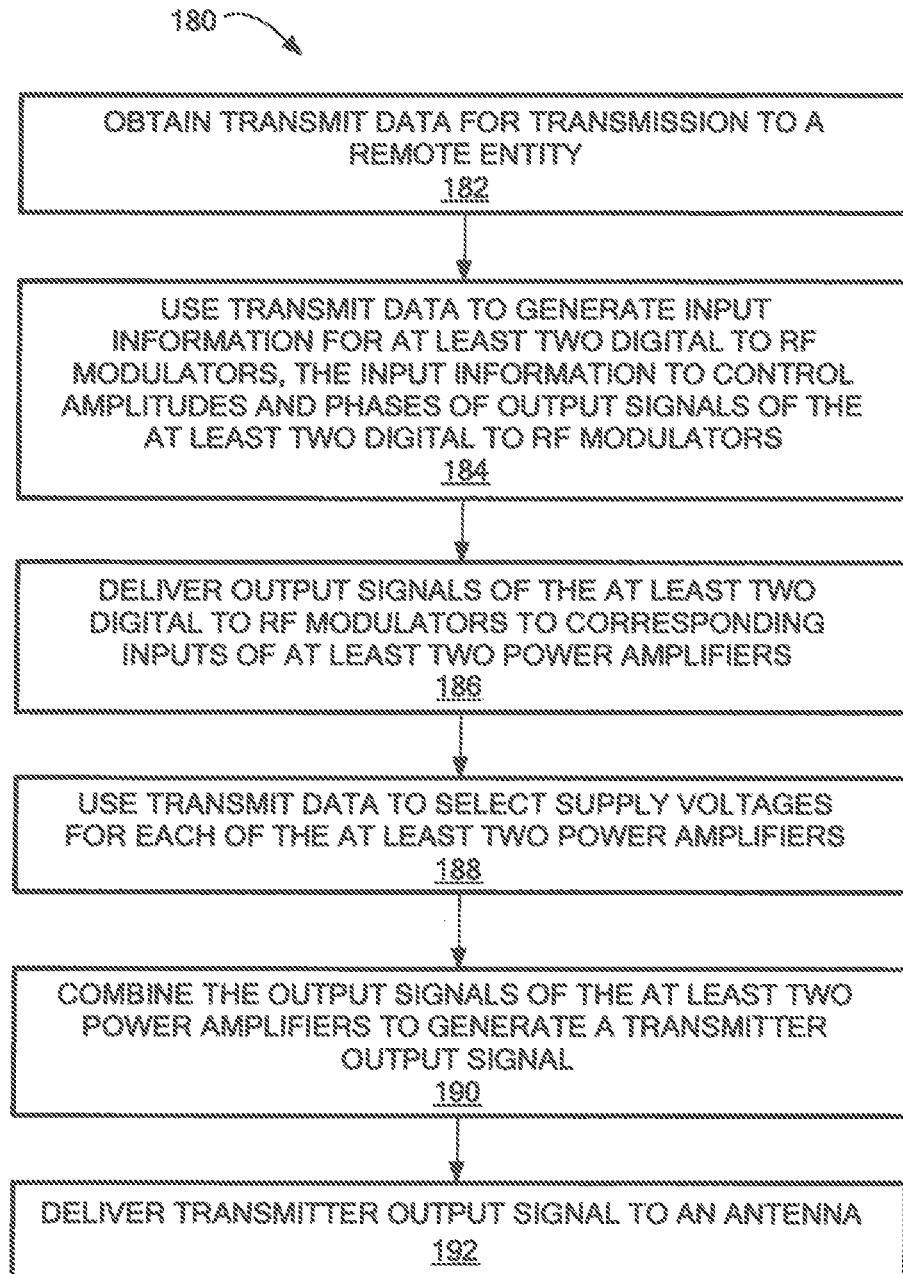 180
OBTAIN TRANSMIT DATA FOR TRANSMISSION TO A
REMOTE ENTITY
182
USE TRANSMIT DATA TO GENERATE INPUT
INFORMATION FOR AT LEAST TWO DIGITAL TO RF
MODULATORS, THE INPUT INFORMATION TO CONTROL
AMPLITUDES AND PHASES OF OUTPUT SIGNALS OF THE
AT LEAST TWO DIGITAL TO RF MODULATORS
184
DELIVER OUTPUT SIGNALS OF THE AT LEAST TWO
DIGITAL TO RF MODULATORS TO CORRESPONDING
INPUTS OF AT LEAST TWO POWER AMPLIFIERS
186
USE TRANSMIT DATA TO SELECT SUPPLY VOLTAGES
FOR EACH OF THE AT LEAST TWO POWER AMPLIFIERS
188
COMBINE THE OUTPUT SIGNALS OF THE AT LEAST TWO
POWER AMPLIFIERS TO GENERATE A TRANSMITTER
OUTPUT SIGNAL
190
DELIVER TRANSMITTER OUTPUT SIGNAL TO AN ANTENNA
192